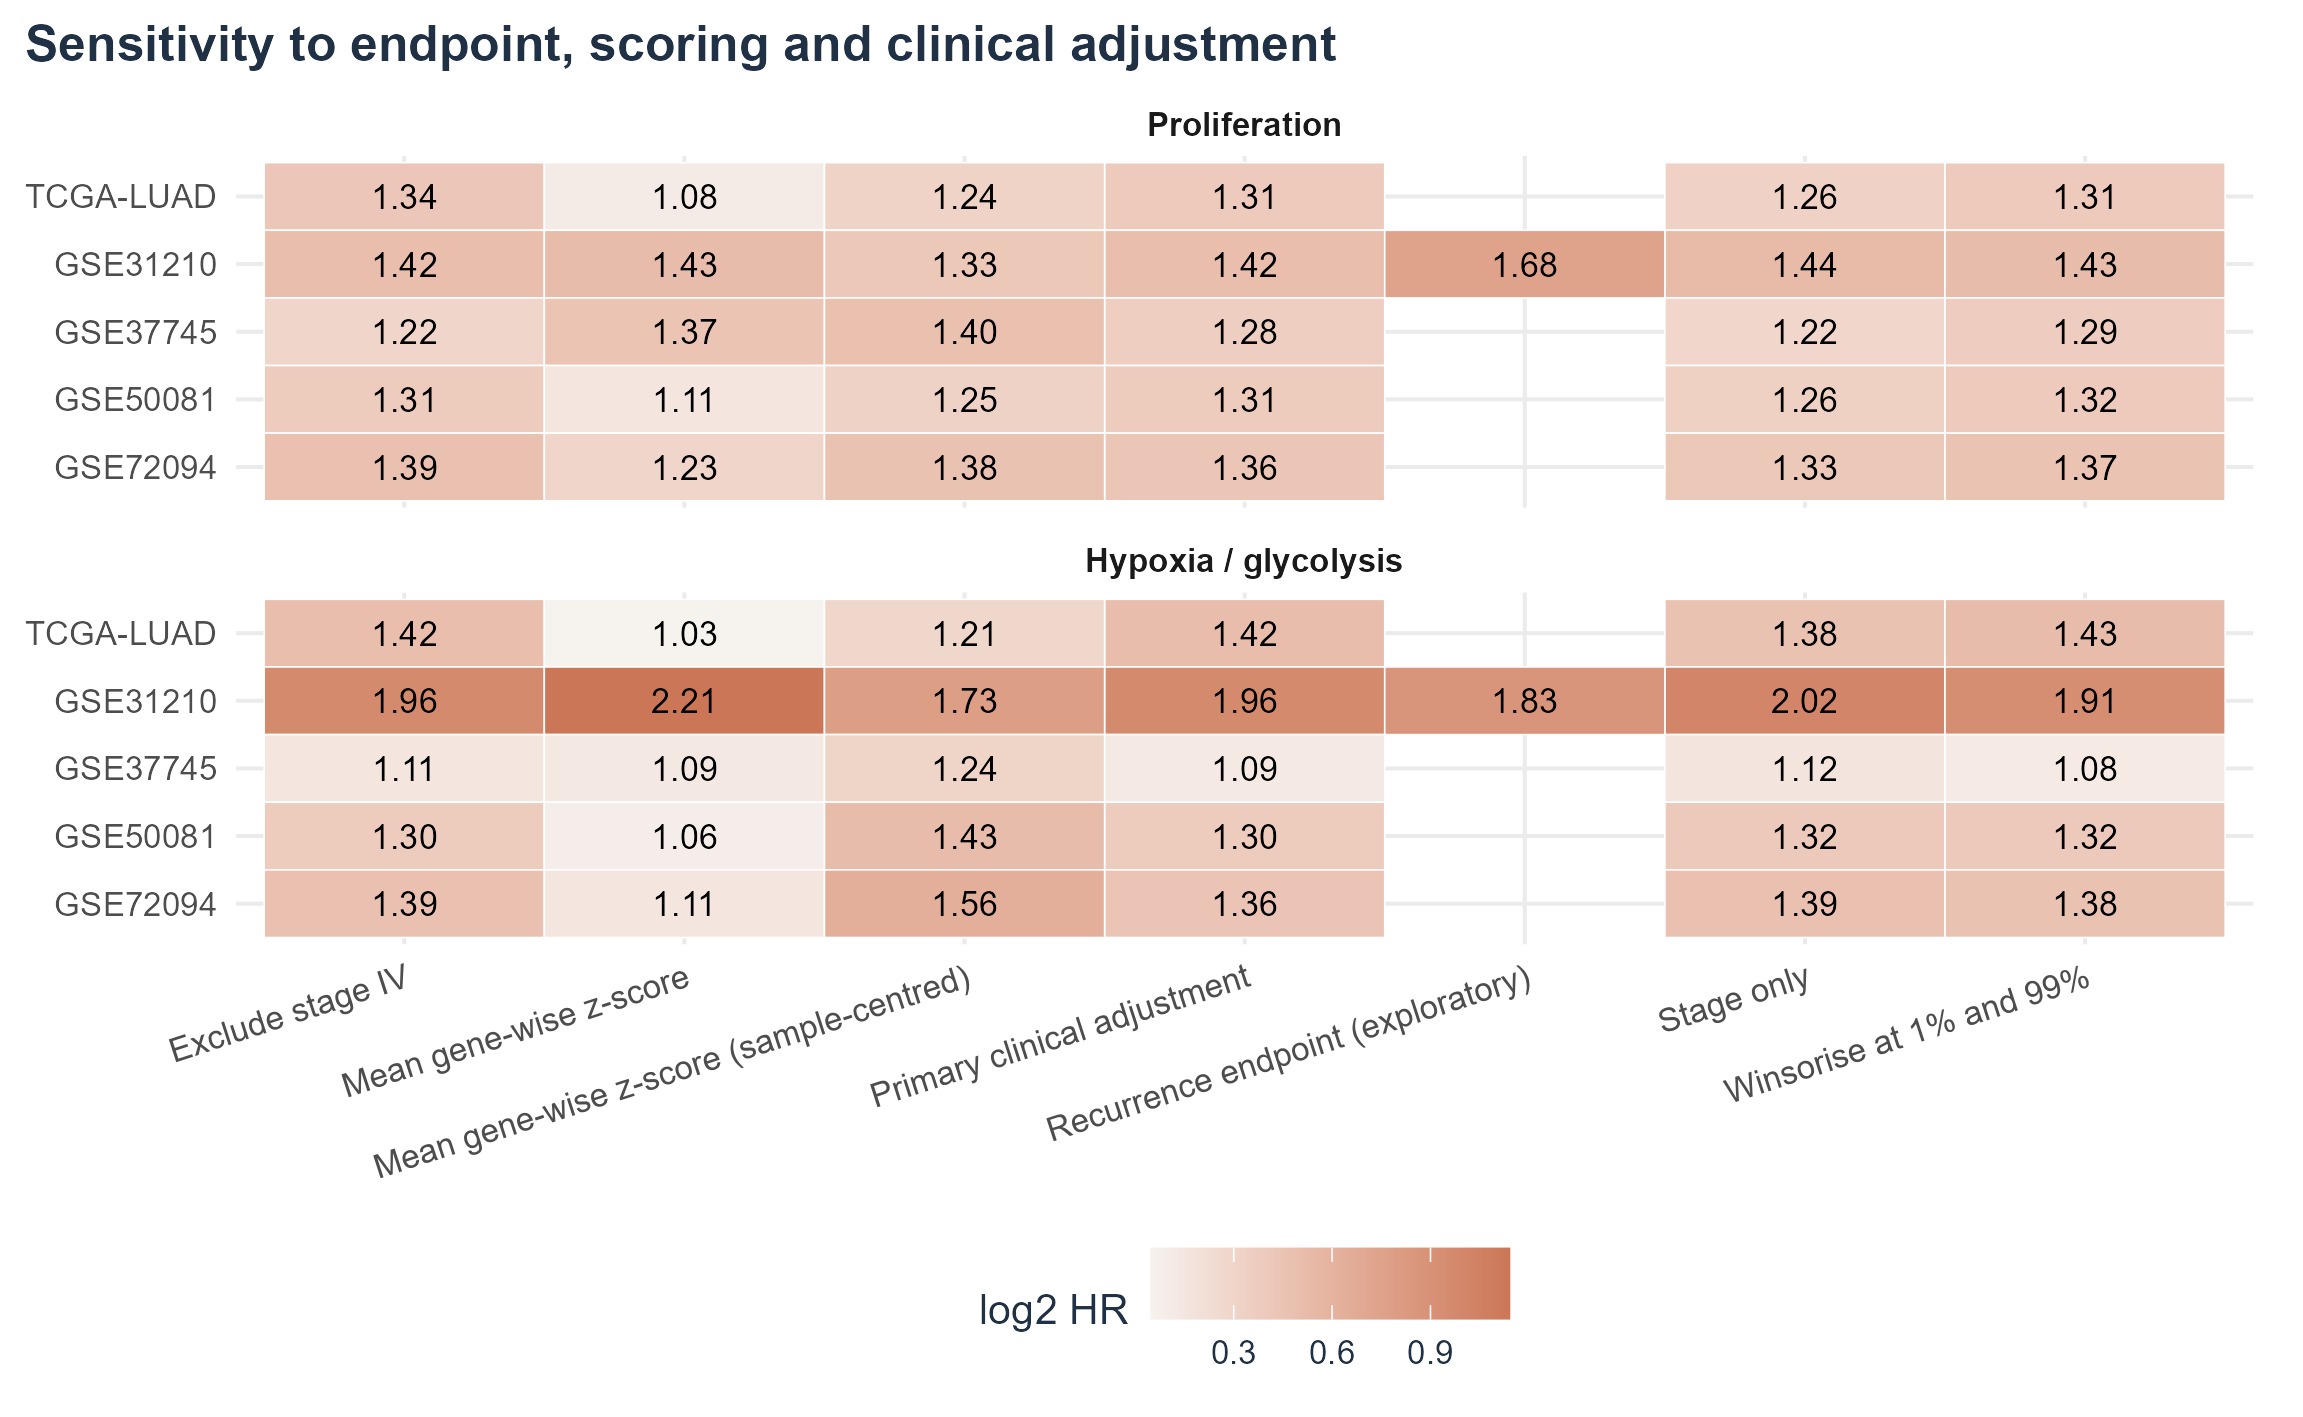 Sensitivity to endpoint, scoring and clinical adjustment
Proliferation
TCGA-LUAD 1.34 1.08 1.24 1.31 1.26 1.31
GSE31210 1.42 1.43 1.33 1.42 1.68 1.44 1.43
GSE37745 1.22 1.37 1.40 1.28 1.22 1.29
GSE50081 1.31 1.11 1.25 1.31 1.26 1.32
GSE72094 1.39 1.23 1.38 1.36 1.33 1.37
Hypoxia / glycolysis
TCGA-LUAD 1.42 1.03 1.21 1.42 1.38 1.43
GSE31210 1.96 2.21 1.73 1.96 1.83 2.02 1.91
GSE37745 1.11 1.09 1.24 1.09 1.12 1.08
GSE50081 1.30 1.06 1.43 1.30 1.32 1.32
GSE72094 1.39 1.11 1.56 1.36 1.39 1.38
Exclude stage IV
Mean gene-wise z-score
Mean gene-wise z-score (sample-centred)
Primary clinical adjustment
Recurrence endpoint (exploratory)
Stage only
Winsorise at 1% and 99%
log2 HR
0.3 0.6 0.9